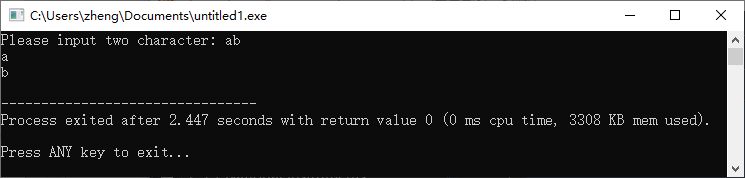 C:\Users\zheng\Documents\untitled1.exe
Please input two character: ab
a
b
--------------------------------
Process exited after 2.447 seconds with return value 0 (0 ms cpu time, 3308 KB mem used).
Press ANY key to exit...